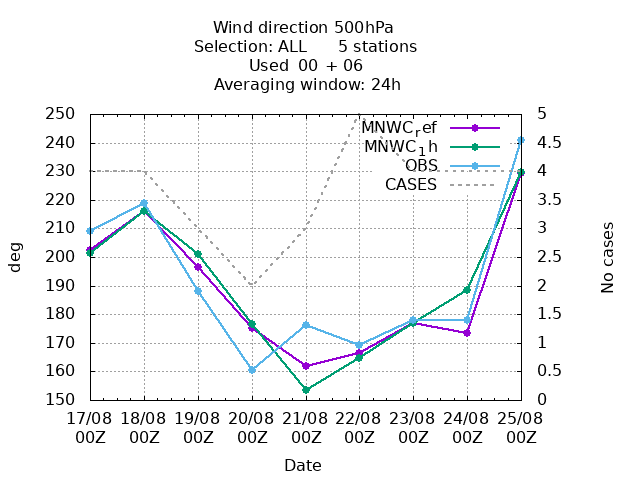 Wind direction 500hPa
Selection: ALL 5 stations
Used 00 + 06
Averaging window: 24h
250
240
230
220
210
200
190
180
170
160
150
deg
5
4.5
4
3.5
3
2.5
2
1.5
1
0.5
0
No cases
MNWC_ref
MNWC_1h
OBS
CASES
17/08 18/08 19/08 20/08 21/08 22/08 23/08 24/08 25/08
00Z 00Z 00Z 00Z 00Z 00Z 00Z 00Z 00Z
Date